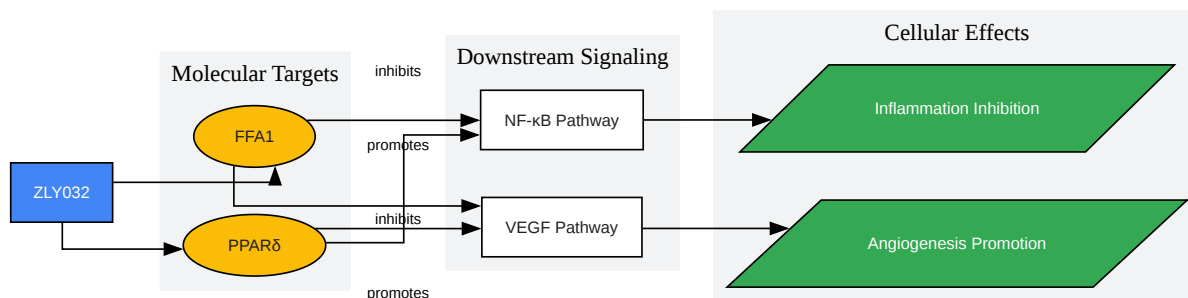 Cellular Effects
Molecular Targets
Downstream Signaling
inhibits
Inflammation Inhibition
FFA1
NF-κB Pathway
promotes
ZLY032
inhibits
VEGF Pathway
PPARδ
Angiogenesis Promotion
promotes